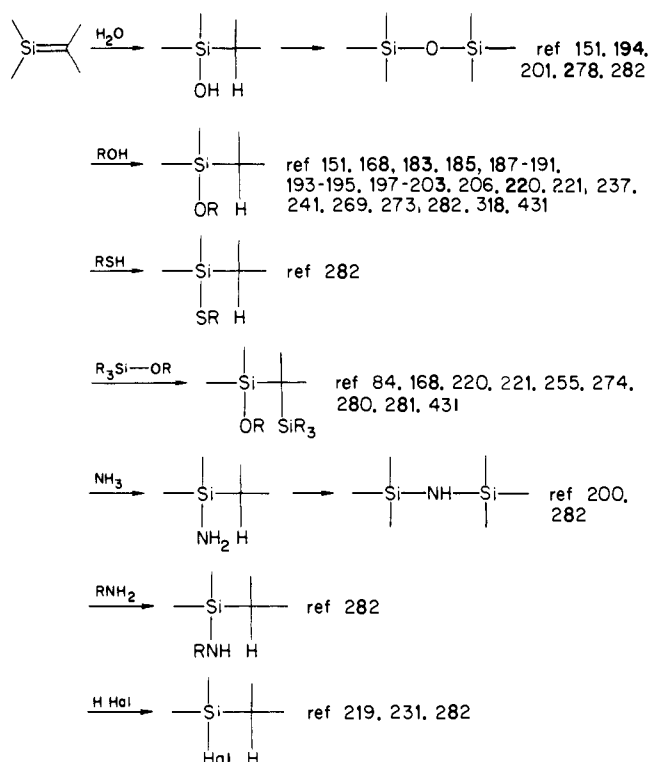 Si H₂O Si OH H Si O Si ref 151, 194,
201, 278, 282
ROH Si OR H ref 151, 168, 183, 185, 187-191,
193-195, 197-203, 206, 220, 221, 237,
241, 269, 273, 282, 318, 431
RSH Si SR H ref 282
R₃Si—OR Si OR SiR₃ ref 84, 168, 220, 221, 255, 274,
280, 281, 431
NH₃ Si NH₂ H Si NH Si ref 200,
282
RNH₂ Si RNH H ref 282
H Hal Si Hal H ref 219, 231, 282